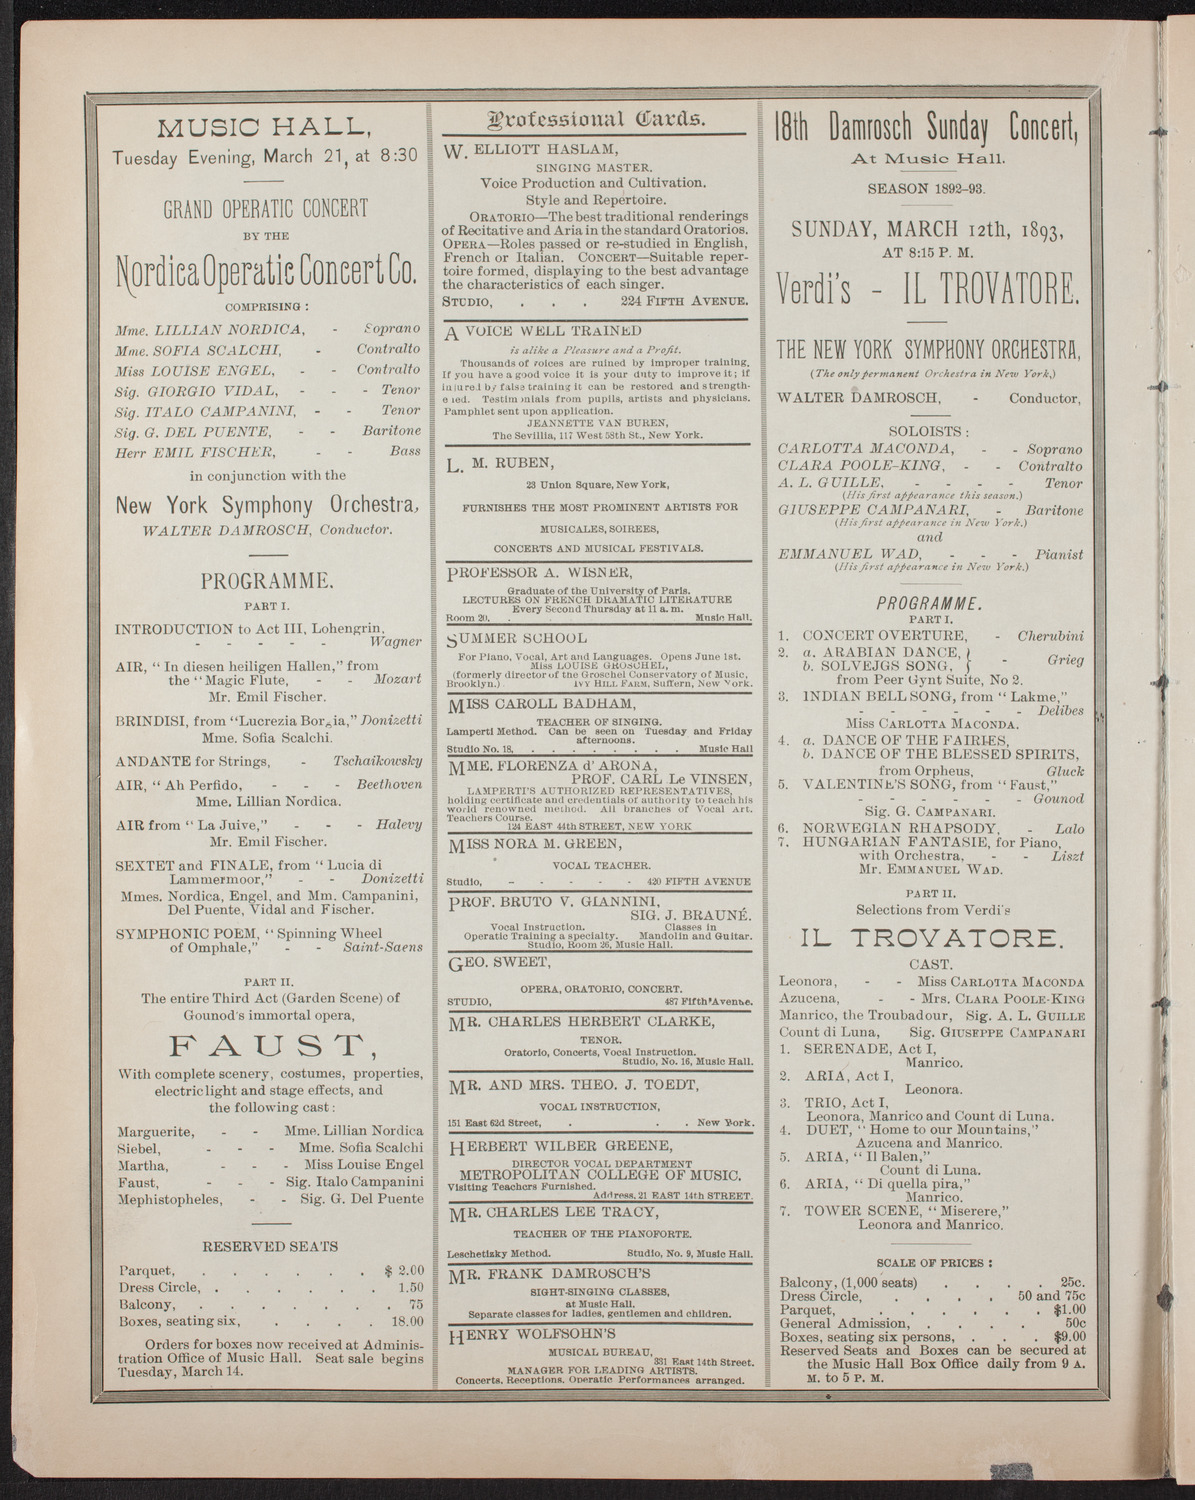 MUSIC HALL,
Tuesday Evening, March 21, at 8:30
GRAND OPERATIC CONCERT
BY THE
Nordica Operatic Concert Co.
COMPRISING :
Mme. LILLIAN NORDICA, - Soprano
Mme. SOFIA SCALCHI, - Contralto
Miss LOUISE ENGEL, - - Contralto
Sig. GIORGIO VIDAL, - - - Tenor
Sig. ITALO CAMPANINI, - - Tenor
Sig. G. DEL PUENTE, - - Baritone
Herr EMIL FISCHER, - - Bass
in conjunction with the
New York Symphony Orchestra,
WALTER DAMROSCH, Conductor.
PROGRAMME.
PART I.
INTRODUCTION to Act III, Lohengrin,
- - - - - Wagner
AIR, “ In diesen heiligen Hallen,” from
the “Magic Flute, - - Mozart
Mr. Emil Fischer.
BRINDISI, from “Lucrezia Borgia,” Donizetti
Mme. Sofia Scalchi.
ANDANTE for Strings, - Tschaikowsky
AIR, “ Ah Perfido, - - - Beethoven
Mme. Lillian Nordica.
AIR from “ La Juive,” - - - Halevy
Mr. Emil Fischer.
SEXTET and FINALE, from “ Lucia di
Lammermoor,” - - Donizetti
Mmes. Nordica, Engel, and Mm. Campanini,
Del Puente, Vidal and Fischer.
SYMPHONIC POEM, “ Spinning Wheel
of Omphale,” - - Saint-Saens
PART II.
The entire Third Act (Garden Scene) of
Gounod's immortal opera,
FAUST,
With complete scenery, costumes, properties,
electric light and stage effects, and
the following cast :
Marguerite, - - Mme. Lillian Nordica
Siebel, - - - Mme. Sofia Scalchi
Martha, - - - Miss Louise Engel
Faust, - - - Sig. Italo Campanini
Mephistopheles, - - Sig. G. Del Puente
RESERVED SEATS
Parquet, . . . . . . $ 2.00
Dress Circle, . . . . . . . 1.50
Balcony, . . . . . . . 75
Boxes, seating six, . . . . 18.00
Orders for boxes now received at Adminis-
tration Office of Music Hall. Seat sale begins
Tuesday, March 14.
Professional Cards.
W. ELLIOTT HASLAM,
SINGING MASTER.
Voice Production and Cultivation.
Style and Repertoire.
ORATORIO—The best traditional renderings
of Recitative and Aria in the standard Oratorios.
OPERA—Roles passed or re-studied in English,
French or Italian. CONCERT—Suitable reper-
toire formed, displaying to the best advantage
the characteristics of each singer.
STUDIO, . . . 224 FIFTH AVENUE.
A VOICE WELL TRAINED
is alike a Pleasure and a Profit.
Thousands of voices are ruined by improper training.
If you have a good voice it is your duty to improve it; if
injured by false training it can be restored and strength-
e ied. Testimonials from pupils, artists and physicians.
Pamphlet sent upon application.
JEANNETTE VAN BUREN,
The Sevillia, 117 West 58th St., New York.
L. M. RUBEN,
23 Union Square, New York,
FURNISHES THE MOST PROMINENT ARTISTS FOR
MUSICALES, SOIREES,
CONCERTS AND MUSICAL FESTIVALS.
PROFESSOR A. WISNER,
Graduate of the University of Paris.
LECTURES ON FRENCH DRAMATIC LITERATURE
Every Second Thursday at 11 a. m.
Room 20. . . . Music Hall.
SUMMER SCHOOL
For Piano, Vocal, Art and Languages. Opens June 1st.
Miss LOUISE GROSCHEL,
(formerly director of the Groschel Conservatory of Music,
Brooklyn.) IVY HILL FARM, Suffern, New York.
MISS CAROLL BADHAM,
TEACHER OF SINGING.
Lamperti Method. Can be seen on Tuesday and Friday
afternoons.
Studio No. 18, . . . . . . . . Music Hall
MME. FLORENZA d' ARONA,
PROF. CARL Le VINSEN,
LAMPERTI'S AUTHORIZED REPRESENTATIVES,
holding certificate and credentials of authority to teach his
world renowned method. All branches of Vocal Art.
Teachers Course.
124 EAST 44th STREET, NEW YORK
MISS NORA M. GREEN,
VOCAL TEACHER.
Studio, - - - - - 420 FIFTH AVENUE
PROF. BRUTO V. GIANNINI,
SIG. J. BRAUNÉ.
Vocal Instruction. Classes in
Operatic Training a specialty. Mandolin and Guitar.
Studio, Room 26, Music Hall.
GEO. SWEET,
OPERA, ORATORIO, CONCERT.
STUDIO, 487 Fifth Avenue.
MR. CHARLES HERBERT CLARKE,
TENOR.
Oratorio, Concerts, Vocal Instruction.
Studio, No. 16, Music Hall.
MR. AND MRS. THEO. J. TOEDT,
VOCAL INSTRUCTION,
151 East 62d Street, . . . New York.
HERBERT WILBER GREENE,
DIRECTOR VOCAL DEPARTMENT
METROPOLITAN COLLEGE OF MUSIC.
Visiting Teachers Furnished.
Address, 21 EAST 14th STREET.
MR. CHARLES LEE TRACY,
TEACHER OF THE PIANOFORTE.
Leschetizky Method. Studio, No. 9, Music Hall.
MR. FRANK DAMROSCH'S
SIGHT-SINGING CLASSES,
at Music Hall.
Separate classes for ladies, gentlemen and children.
HENRY WOLFSOHN'S
MUSICAL BUREAU,
331 East 14th Street.
MANAGER FOR LEADING ARTISTS.
Concerts, Receptions, Operatic Performances arranged.
18th Damrosch Sunday Concert,
At Music Hall.
SEASON 1892-93.
SUNDAY, MARCH 12th, 1893,
AT 8:15 P. M.
Verdi's - IL TROVATORE.
THE NEW YORK SYMPHONY ORCHESTRA,
(The only permanent Orchestra in New York,)
WALTER DAMROSCH, - Conductor,
SOLOISTS :
CARLOTTA MACONDA, - - Soprano
CLARA POOLE-KING, - - Contralto
A. L. GUILLE, - - - - Tenor
(His first appearance this season.)
GIUSEPPE CAMPANARI, - Baritone
(His first appearance in New York.)
and
EMMANUEL WAD, - - - Pianist
(His first appearance in New York.)
PROGRAMME.
PART I.
1. CONCERT OVERTURE, - Cherubini
2. a. ARABIAN DANCE,
b. SOLVEJGS SONG, - Grieg
from Peer Gynt Suite, No 2.
3. INDIAN BELL SONG, from “ Lakme,”
- - - - - - Delibes
Miss CARLOTTA MACONDA.
4. a. DANCE OF THE FAIRIES,
b. DANCE OF THE BLESSED SPIRITS,
from Orpheus, Gluck
5. VALENTINE'S SONG, from “ Faust,”
- - - - - - Gounod
Sig. G. CAMPANARI.
6. NORWEGIAN RHAPSODY, - Lalo
7. HUNGARIAN FANTASIE, for Piano,
with Orchestra, - - Liszt
Mr. EMMANUEL WAD.
PART II.
Selections from Verdi's
IL TROVATORE.
CAST.
Leonora, - - Miss CARLOTTA MACONDA
Azucena, - - Mrs. CLARA POOLE-KING
Manrico, the Troubadour, Sig. A. L. GUILLE
Count di Luna, Sig. GIUSEPPE CAMPANARI
1. SERENADE, Act I,
Manrico.
2. ARIA, Act I,
Leonora.
3. TRIO, Act I,
Leonora, Manrico and Count di Luna.
4. DUET, “ Home to our Mountains,”
Azucena and Manrico.
5. ARIA, “ Il Balen,”
Count di Luna.
6. ARIA, “ Di quella pira,”
Manrico.
7. TOWER SCENE, “ Miserere,”
Leonora and Manrico.
SCALE OF PRICES :
Balcony, (1,000 seats) . . . . 25c.
Dress Circle, . . . . 50 and 75c
Parquet, . . . . . . . $1.00
General Admission, . . . . 50c
Boxes, seating six persons, . . . $9.00
Reserved Seats and Boxes can be secured at
the Music Hall Box Office daily from 9 A.
M. to 5 P. M.